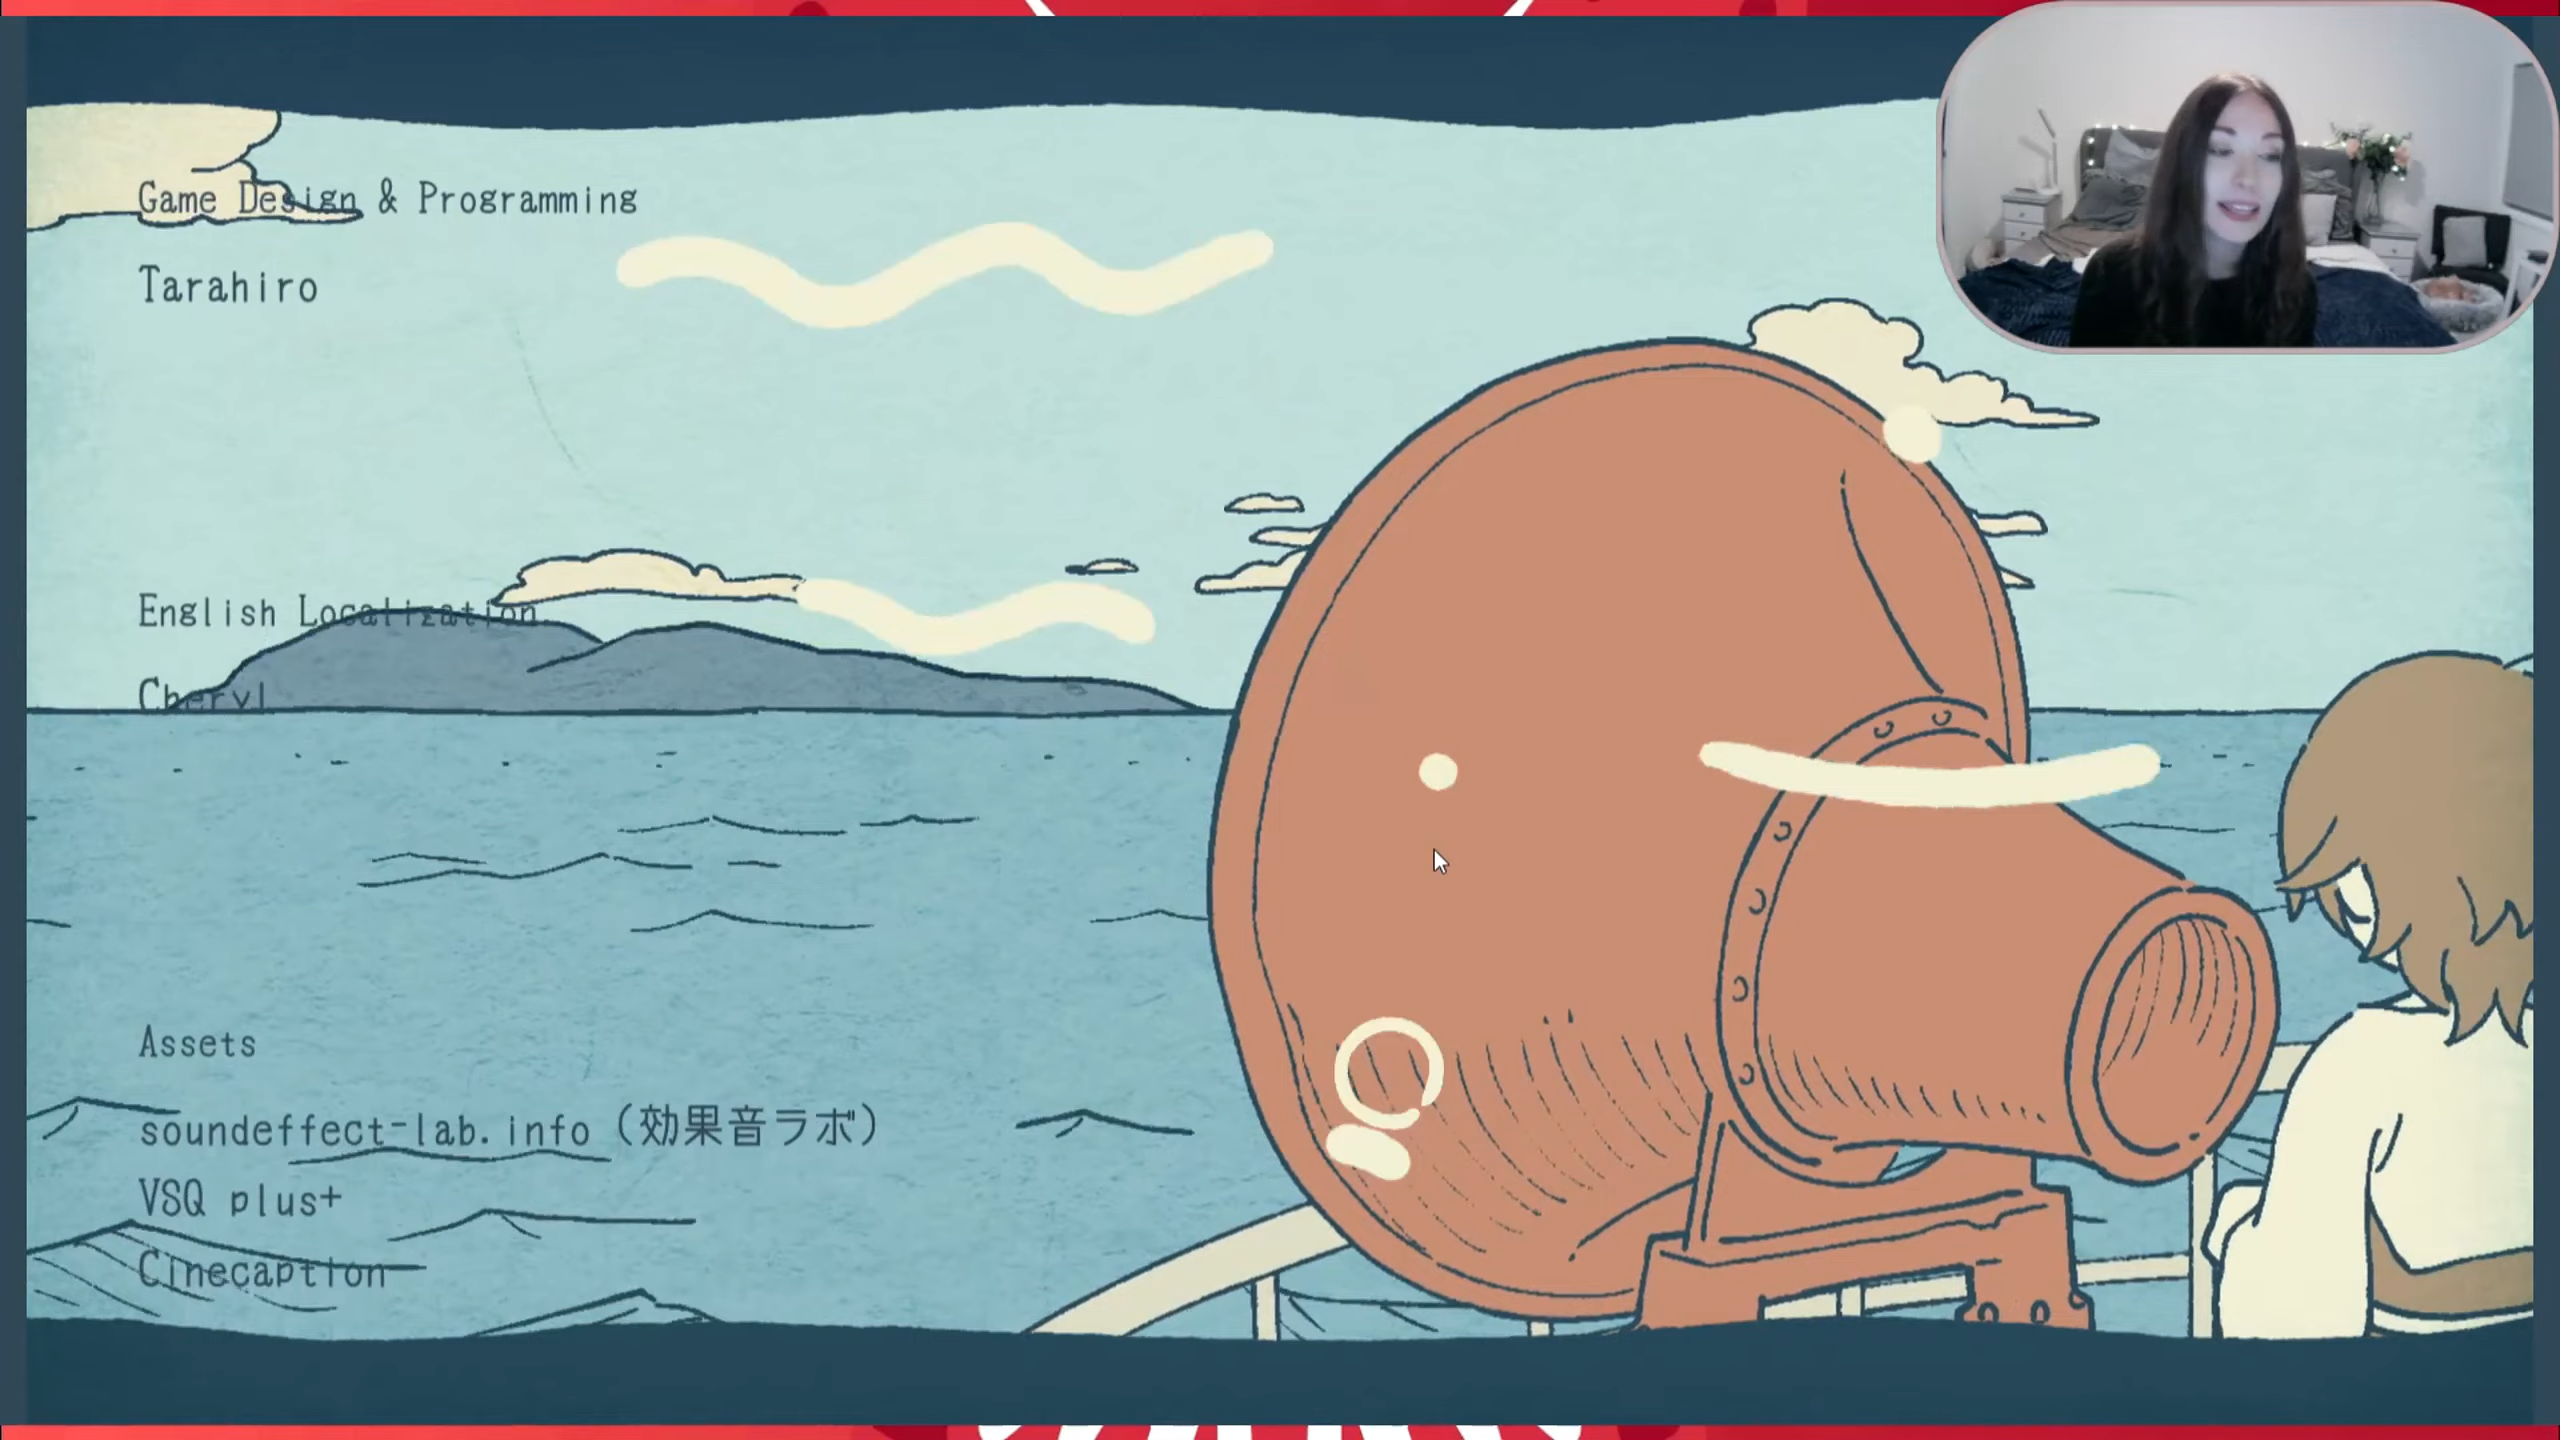 Game Design & Programming
Tarahiro
English Localization
Cheryl
Assets
soundeffect-lab.info (効果音ラボ)
VSQ plus+
Cinecaption